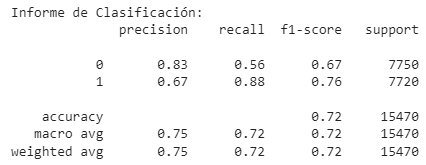 Informe de Clasificación:
precision recall f1-score support
0 0.83 0.56 0.67 7750
1 0.67 0.88 0.76 7720
accuracy 0.72 15470
macro avg 0.75 0.72 0.72 15470
weighted avg 0.75 0.72 0.72 15470